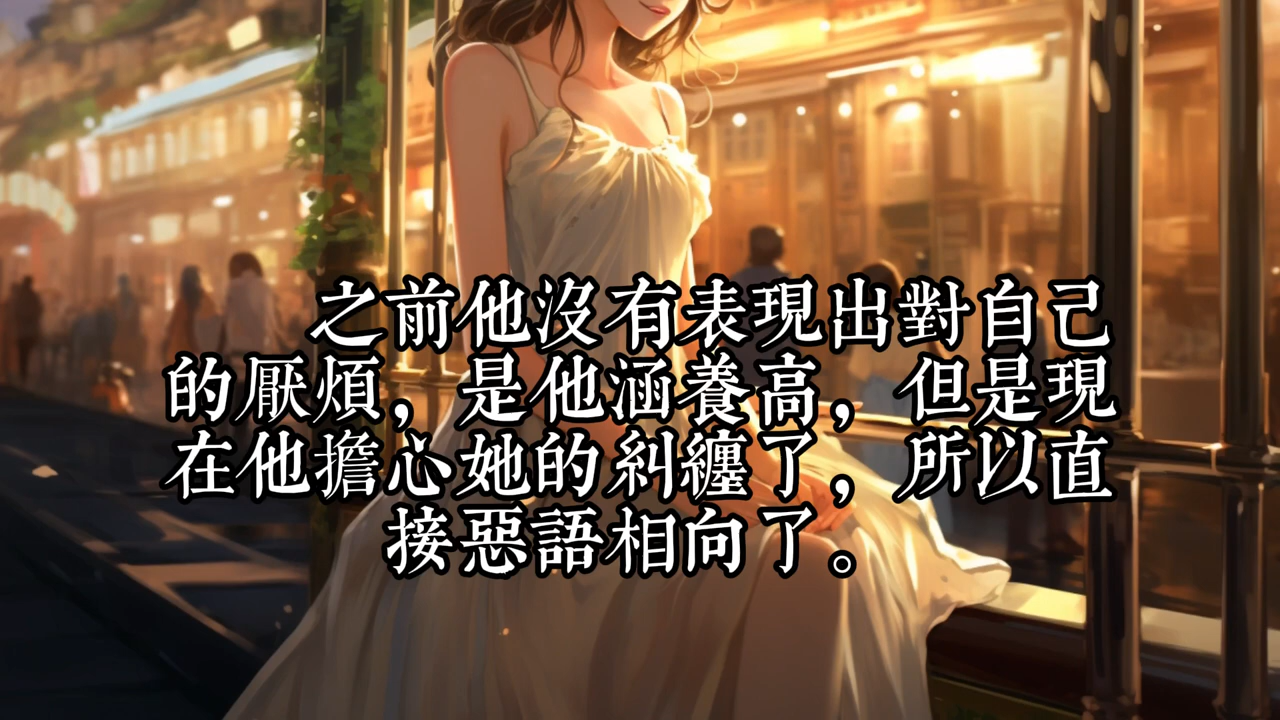 之前他沒有表現出對自己
的厭煩，是他涵養高，但是現
在他擔心她的糾纏了，所以直
接惡語相向了。